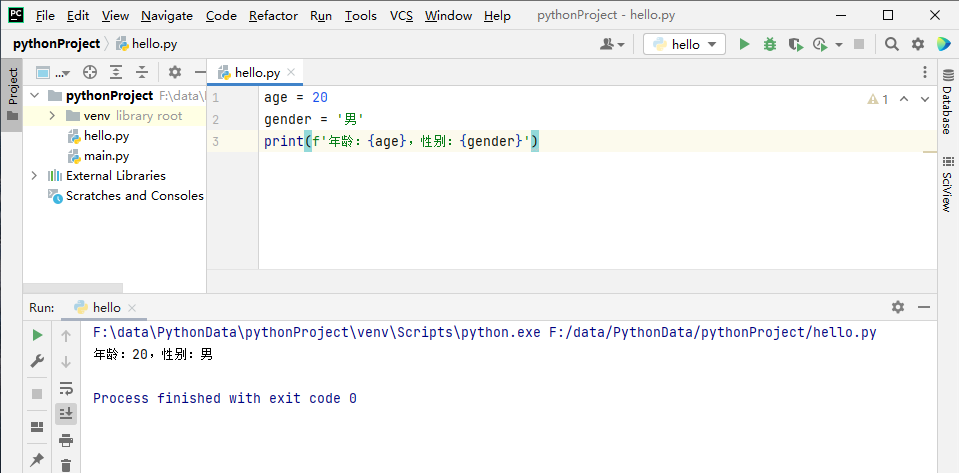 PC File Edit View Navigate Code Refactor Run Tools VCS Window Help pythonProject - hello.py
pythonProject hello.py hello
Project
... hello.py
pythonProject F:\data\
venv library root
hello.py
main.py
External Libraries
Scratches and Consoles
1 age = 20
2 gender = '男'
3 print(f'年龄：{age}，性别：{gender}')
1
Database
SciView
Run: hello
F:\data\PythonData\pythonProject\venv\Scripts\python.exe F:/data/PythonData/pythonProject/hello.py
年龄：20，性别：男
Process finished with exit code 0